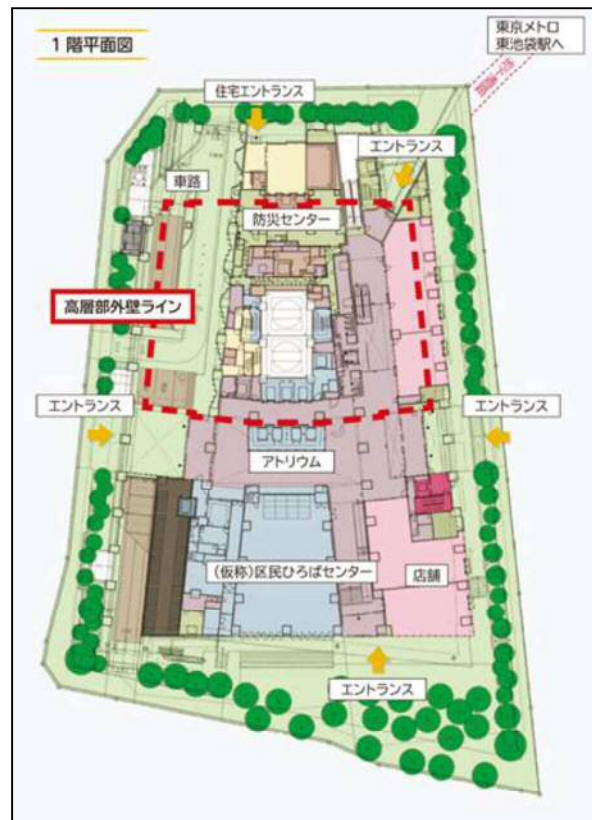 1階平面図
東京メトロ
東池袋駅へ
住宅エントランス
エントランス
車路
防災センター
高層部外壁ライン
エントランス
エントランス
アトリウム
(仮称)区民ひろばセンター
店舗
エントランス